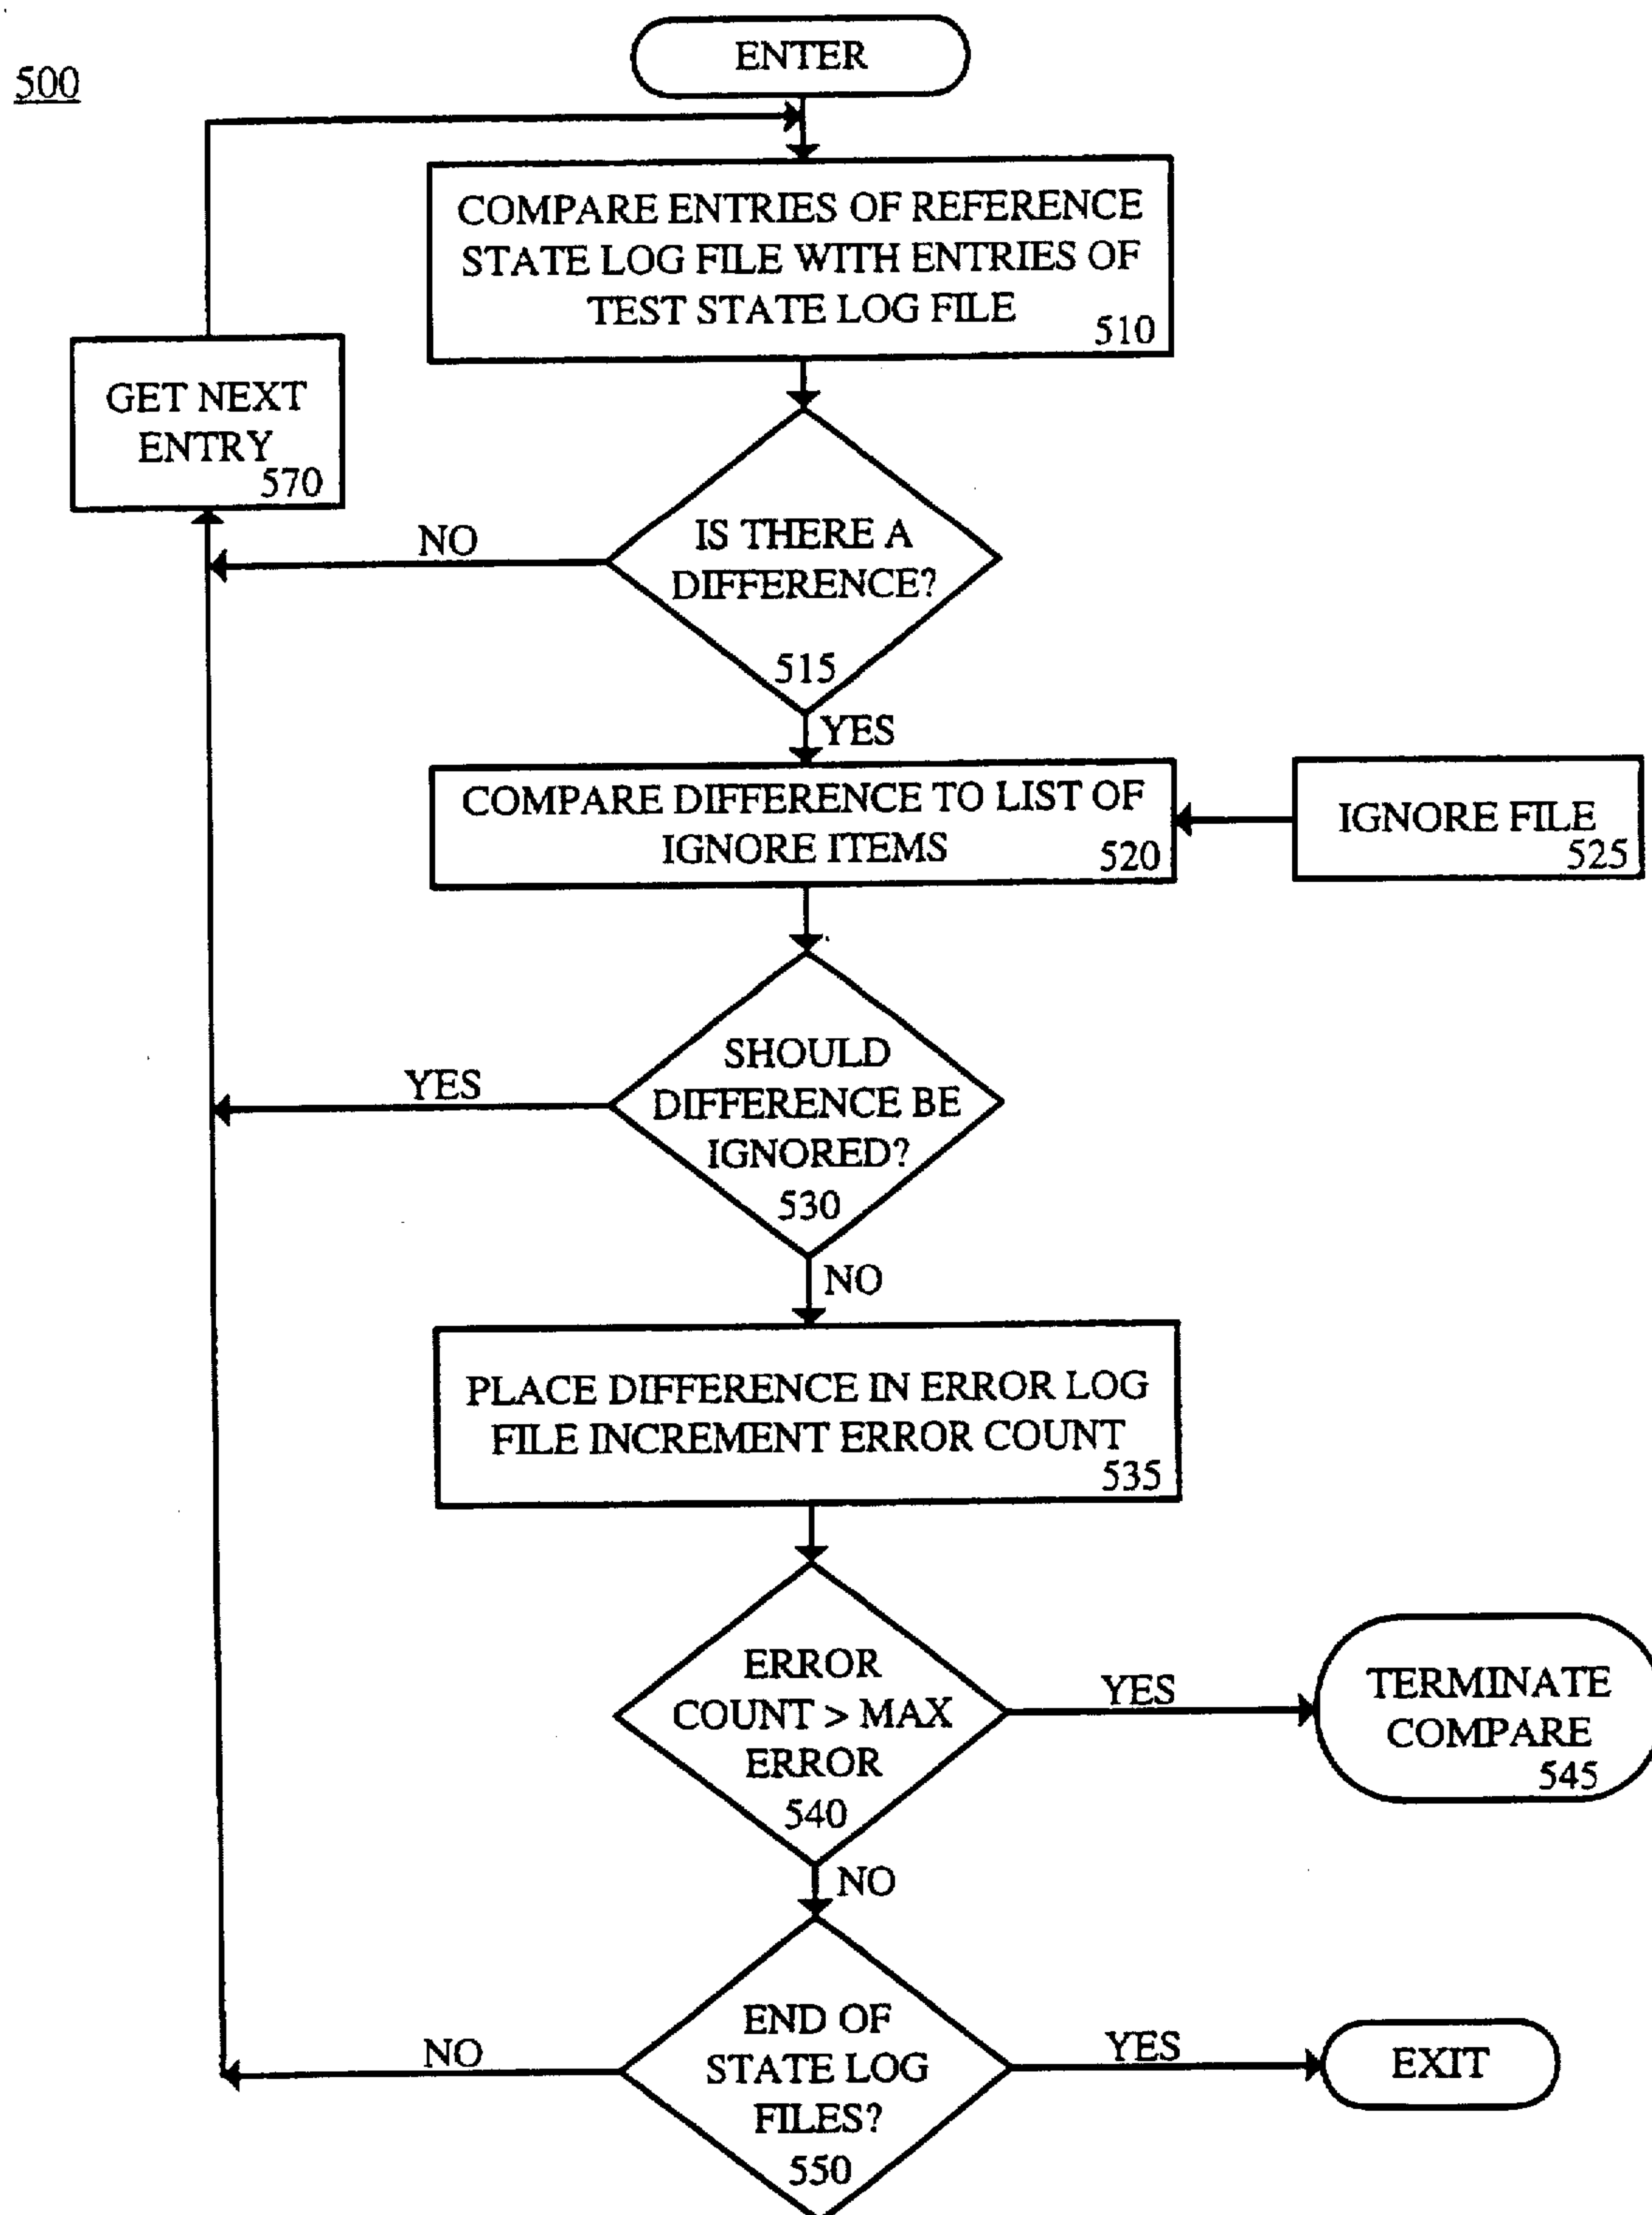 500
ENTER
COMPARE ENTRIES OF REFERENCE
STATE LOG FILE WITH ENTRIES OF
TEST STATE LOG FILE
510
GET NEXT
ENTRY
570
NO
IS THERE A
DIFFERENCE?
515
YES
COMPARE DIFFERENCE TO LIST OF
IGNORE ITEMS
520
IGNORE FILE
525
YES
SHOULD
DIFFERENCE BE
IGNORED?
530
NO
PLACE DIFFERENCE IN ERROR LOG
FILE INCREMENT ERROR COUNT
535
ERROR
COUNT > MAX
ERROR
540
YES
TERMINATE
COMPARE
545
NO
NO
END OF
STATE LOG
FILES?
550
YES
EXIT